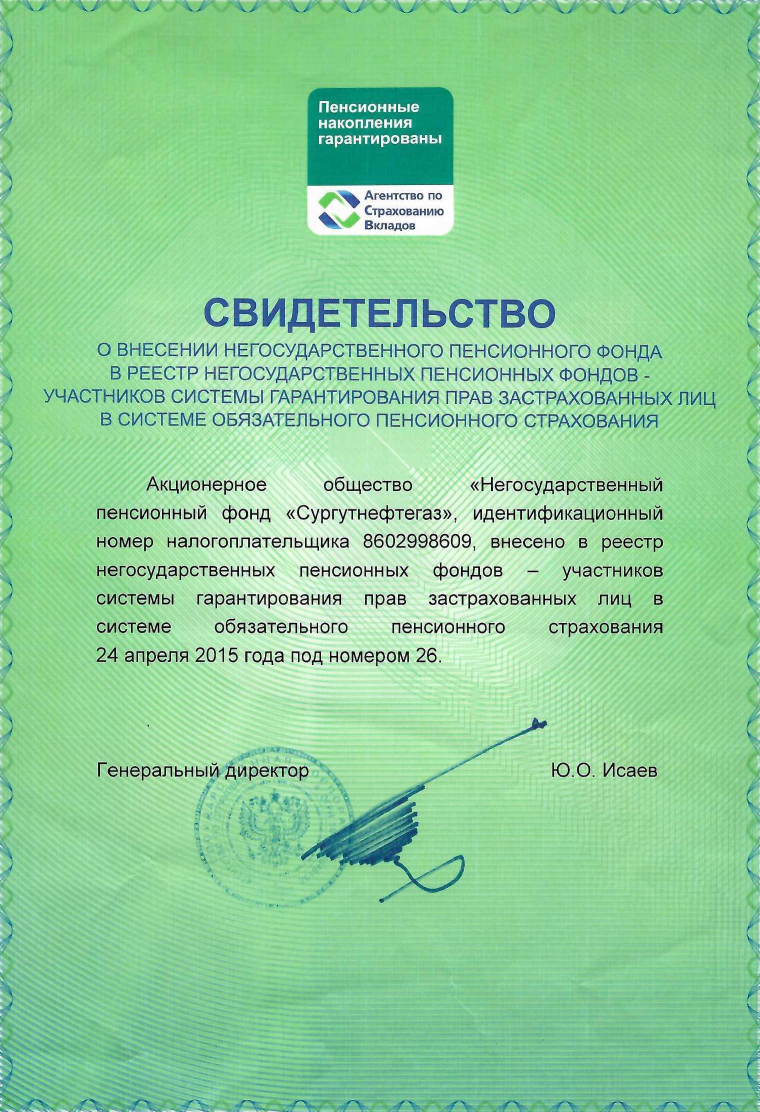 Пенсионные
накопления
гарантированы
Агентство по
Страхованию
Вкладов
СВИДЕТЕЛЬСТВО
О ВНЕСЕНИИ НЕГОСУДАРСТВЕННОГО ПЕНСИОННОГО ФОНДА
В РЕЕСТР НЕГОСУДАРСТВЕННЫХ ПЕНСИОННЫХ ФОНДОВ -
УЧАСТНИКОВ СИСТЕМЫ ГАРАНТИРОВАНИЯ ПРАВ ЗАСТРАХОВАННЫХ ЛИЦ
В СИСТЕМЕ ОБЯЗАТЕЛЬНОГО ПЕНСИОННОГО СТРАХОВАНИЯ
Акционерное общество «Негосударственный
пенсионный фонд «Сургутнефтегаз», идентификационный
номер налогоплательщика 8602998609, внесено в реестр
негосударственных пенсионных фондов – участников
системы гарантирования прав застрахованных лиц в
системе обязательного пенсионного страхования
24 апреля 2015 года под номером 26.
Генеральный директор
Ю.О. Исаев